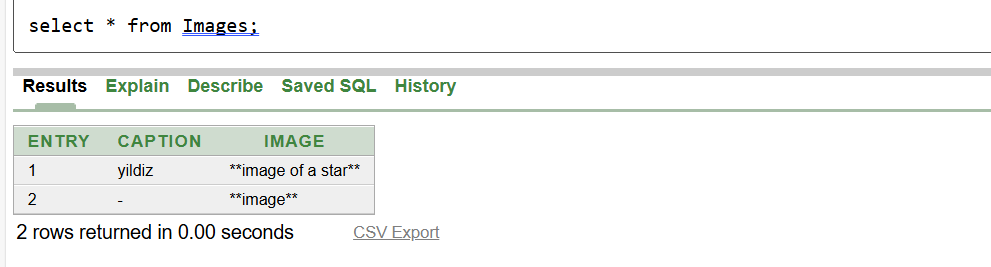 select * from Images;
Results Explain Describe Saved SQL History
ENTRY CAPTION IMAGE
1 yildiz **image of a star**
2 - **image**
2 rows returned in 0.00 seconds CSV Export